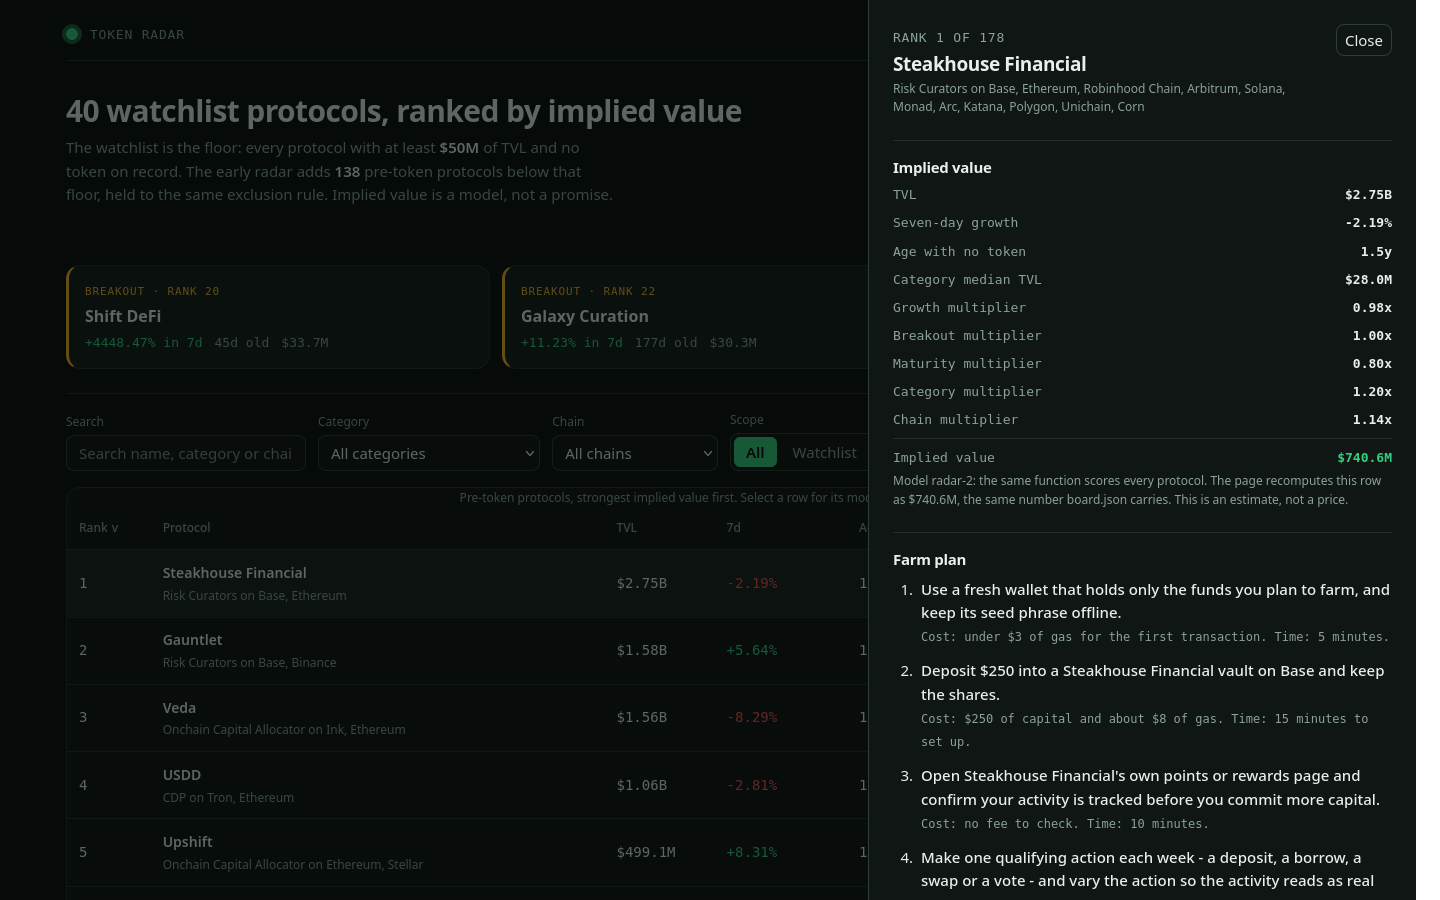 TOKEN RADAR
40 watchlist protocols, ranked by implied value
The watchlist is the floor: every protocol with at least $50M of TVL and no
token on record. The early radar adds 138 pre-token protocols below that
floor, held to the same exclusion rule. Implied value is a model, not a promise.
BREAKOUT · RANK 20
Shift DeFi
+4448.47% in 7d 45d old $33.7M
BREAKOUT · RANK 22
Galaxy Curation
+11.23% in 7d 177d old $30.3M
Search
Category
Chain
Scope
Search name, category or chai
All categories
All chains
All
Watchlist
Pre-token protocols, strongest implied value first. Select a row for its mo
Rank v Protocol TVL 7d A
1 Steakhouse Financial $2.75B -2.19% 1
Risk Curators on Base, Ethereum
2 Gauntlet $1.58B +5.64% 1
Risk Curators on Base, Binance
3 Veda $1.56B -8.29% 1
Onchain Capital Allocator on Ink, Ethereum
4 USDD $1.06B -2.81% 1
CDP on Tron, Ethereum
5 Upshift $499.1M +8.31% 1
Onchain Capital Allocator on Ethereum, Stellar
RANK 1 OF 178
Close
Steakhouse Financial
Risk Curators on Base, Ethereum, Robinhood Chain, Arbitrum, Solana,
Monad, Arc, Katana, Polygon, Unichain, Corn
Implied value
TVL $2.75B
Seven-day growth -2.19%
Age with no token 1.5y
Category median TVL $28.0M
Growth multiplier 0.98x
Breakout multiplier 1.00x
Maturity multiplier 0.80x
Category multiplier 1.20x
Chain multiplier 1.14x
Implied value $740.6M
Model radar-2: the same function scores every protocol. The page recomputes this row
as $740.6M, the same number board.json carries. This is an estimate, not a price.
Farm plan
1. Use a fresh wallet that holds only the funds you plan to farm, and
keep its seed phrase offline.
Cost: under $3 of gas for the first transaction. Time: 5 minutes.
2. Deposit $250 into a Steakhouse Financial vault on Base and keep
the shares.
Cost: $250 of capital and about $8 of gas. Time: 15 minutes to
set up.
3. Open Steakhouse Financial's own points or rewards page and
confirm your activity is tracked before you commit more capital.
Cost: no fee to check. Time: 10 minutes.
4. Make one qualifying action each week - a deposit, a borrow, a
swap or a vote - and vary the action so the activity reads as real